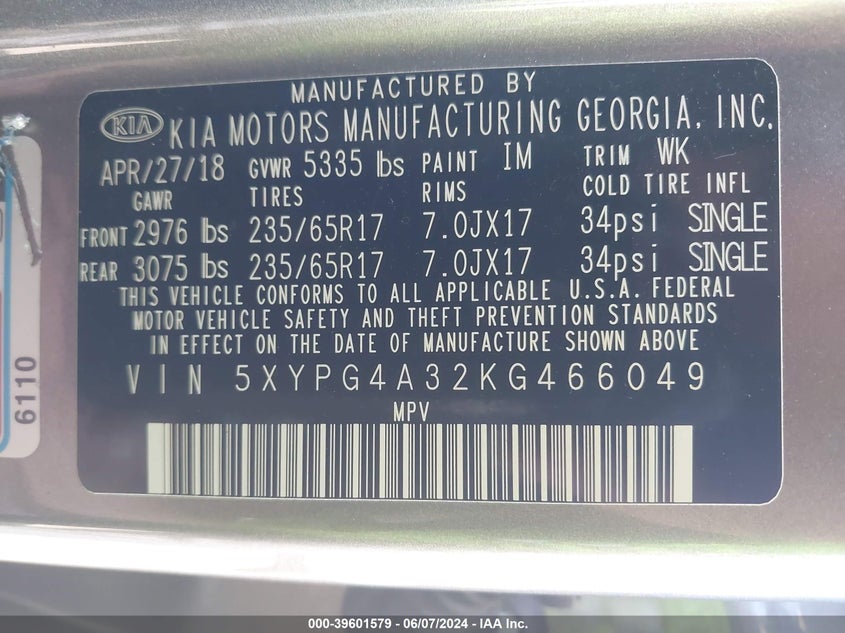 MANUFACTURED BY
KIA KIA MOTORS MANUFACTURING GEORGIA, INC.
APR/27/18 GVWR 5335 lbs PAINT IM TRIM WK
GAWR TIRES RIMS COLD TIRE INFL
FRONT 2976 lbs 235/65R17 7.0JX17 34psi SINGLE
REAR 3075 lbs 235/65R17 7.0JX17 34psi SINGLE
THIS VEHICLE CONFORMS TO ALL APPLICABLE U.S.A. FEDERAL
MOTOR VEHICLE SAFETY AND THEFT PREVENTION STANDARDS
IN EFFECT ON THE DATE OF MANUFACTURE SHOWN ABOVE
VIN 5XYPG4A32KG466049
MPV
6110
000-39601579 - 06/07/2024 - IAA Inc.